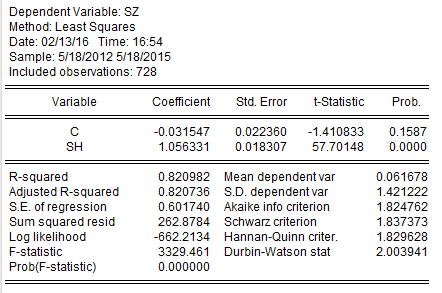 Dependent Variable: SZ
Method: Least Squares
Date: 02/13/16 Time: 16:54
Sample: 5/18/2012 5/18/2015
Included observations: 728
Variable Coefficient Std. Error t-Statistic Prob.
C -0.031547 0.022360 -1.410833 0.1587
SH 1.056331 0.018307 57.70148 0.0000
R-squared 0.820982 Mean dependent var 0.061678
Adjusted R-squared 0.820736 S.D. dependent var 1.421222
S.E. of regression 0.601740 Akaike info criterion 1.824762
Sum squared resid 262.8784 Schwarz criterion 1.837373
Log likelihood -662.2134 Hannan-Quinn criter. 1.829628
F-statistic 3329.461 Durbin-Watson stat 2.003941
Prob(F-statistic) 0.000000